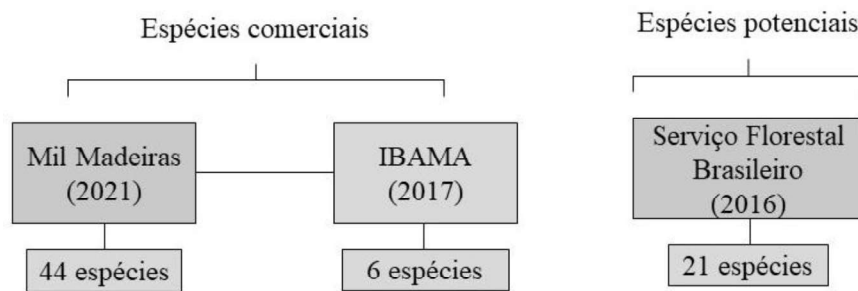 Espécies comerciais
Mil Madeiras
(2021)
44 espécies
IBAMA
(2017)
6 espécies
Espécies potenciais
Serviço Florestal
Brasileiro
(2016)
21 espécies